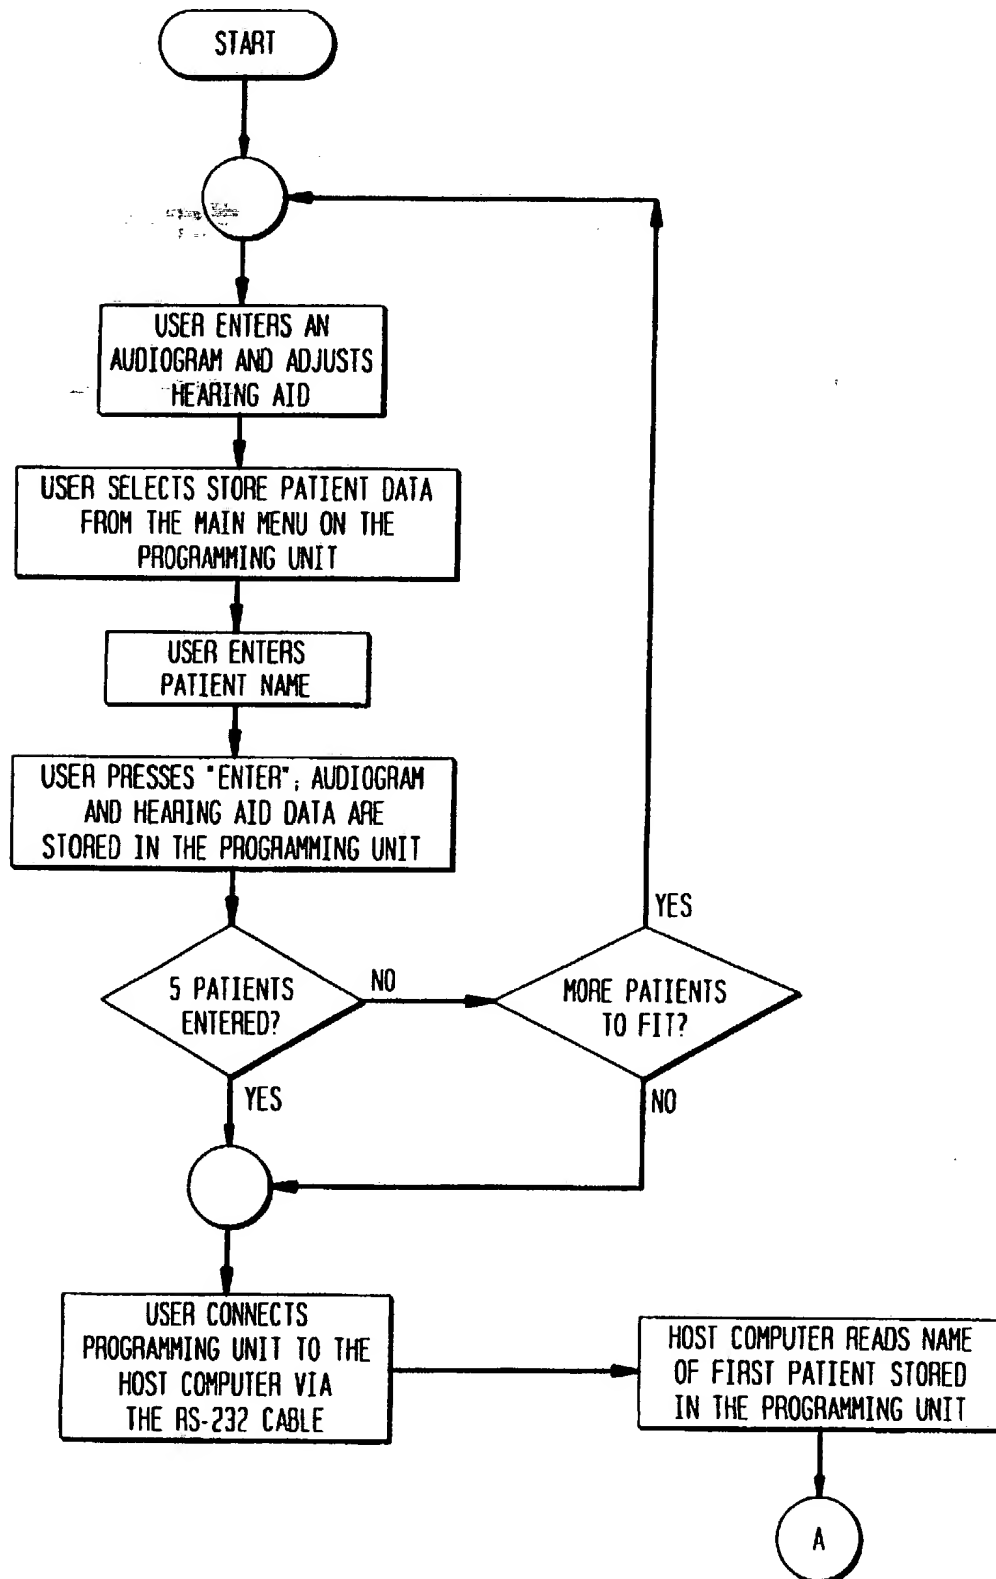 START
USER ENTERS AN
AUDIOGRAM AND ADJUSTS
HEARING AID
USER SELECTS STORE PATIENT DATA
FROM THE MAIN MENU ON THE
PROGRAMMING UNIT
USER ENTERS
PATIENT NAME
USER PRESSES "ENTER"; AUDIOGRAM
AND HEARING AID DATA ARE
STORED IN THE PROGRAMMING UNIT
5 PATIENTS
ENTERED?
NO
YES
MORE PATIENTS
TO FIT?
YES
NO
USER CONNECTS
PROGRAMMING UNIT TO THE
HOST COMPUTER VIA
THE RS-232 CABLE
HOST COMPUTER READS NAME
OF FIRST PATIENT STORED
IN THE PROGRAMMING UNIT
A